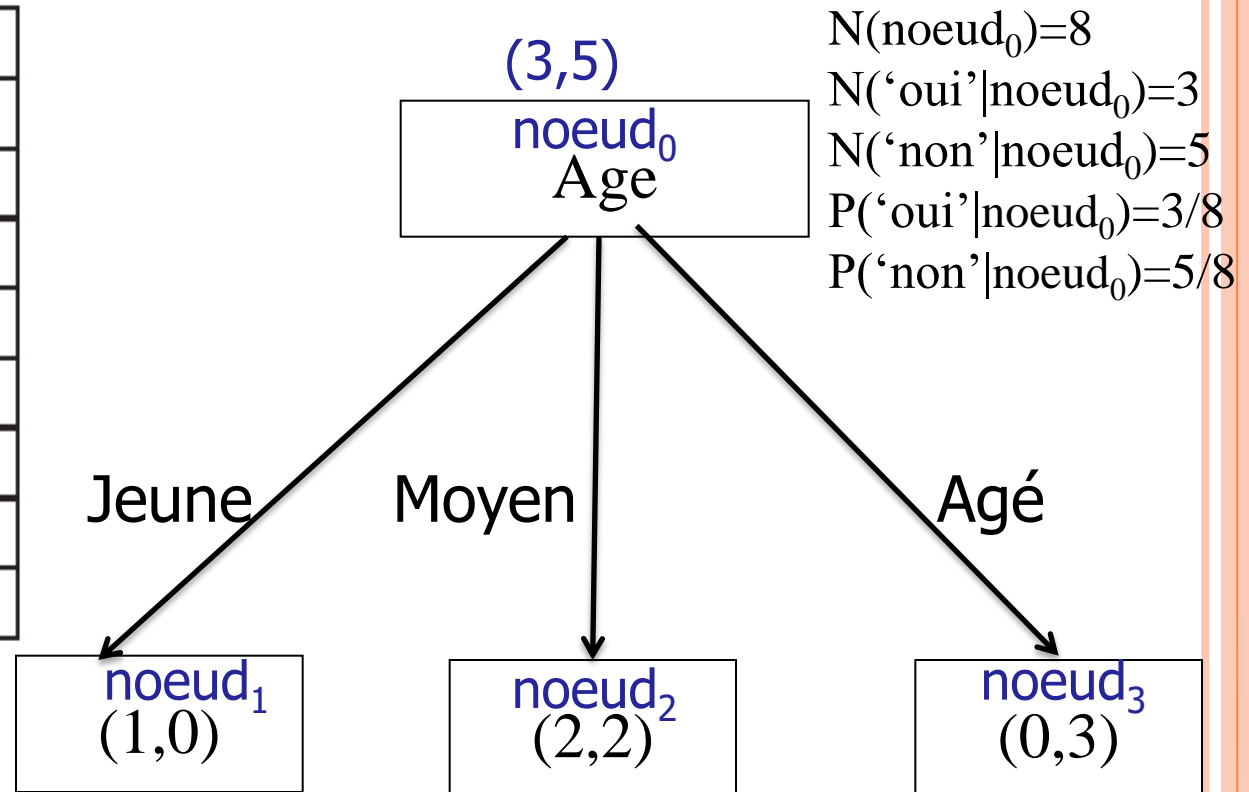 (3,5)
noeud₀
Age
N(noeud₀)=8
N(‘oui’|noeud₀)=3
N(‘non’|noeud₀)=5
P(‘oui’|noeud₀)=3/8
P(‘non’|noeud₀)=5/8
Jeune
Moyen
Agé
noeud₁
(1,0)
noeud₂
(2,2)
noeud₃
(0,3)